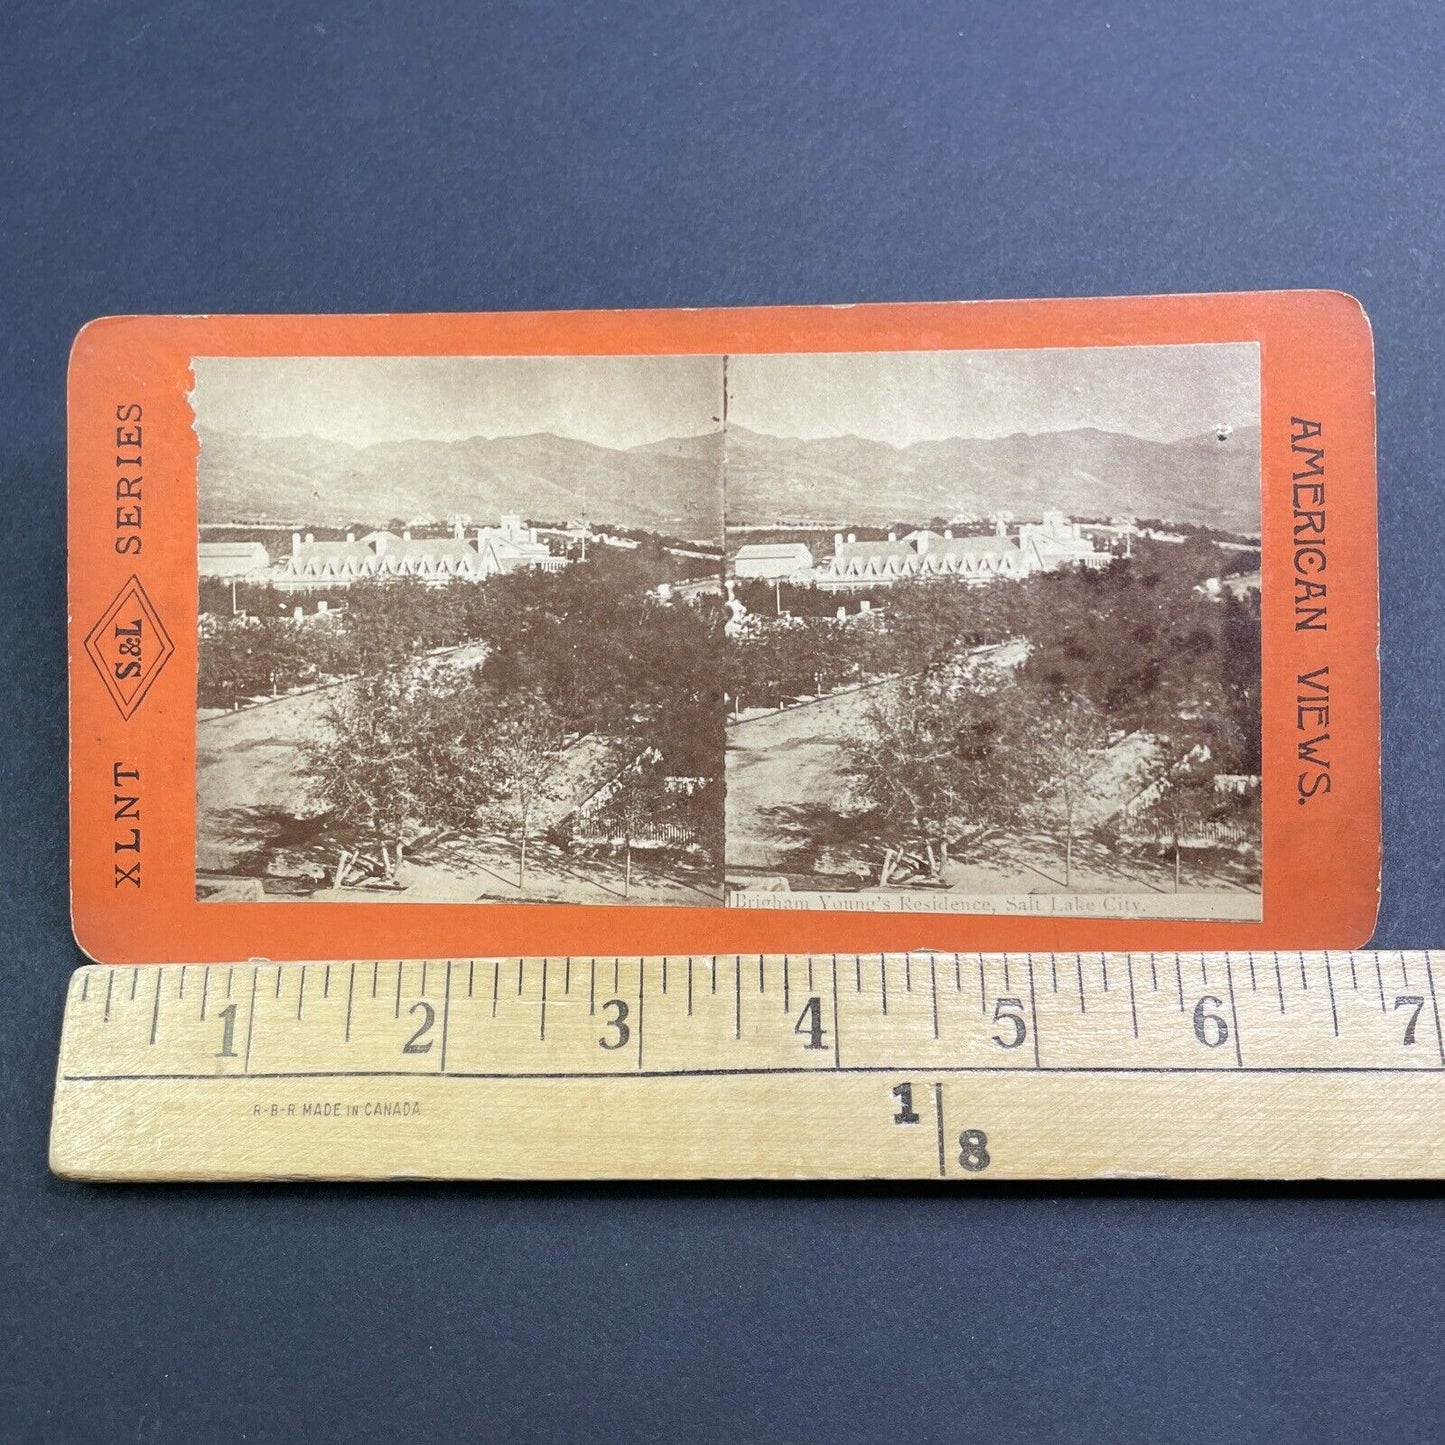 XLNT S.&L SERIES
AMERICAN VIEWS.
Brigham Young's Residence, Salt Lake City.
1 2 3 4 5 6 7
R-B-R MADE IN CANADA
1 8